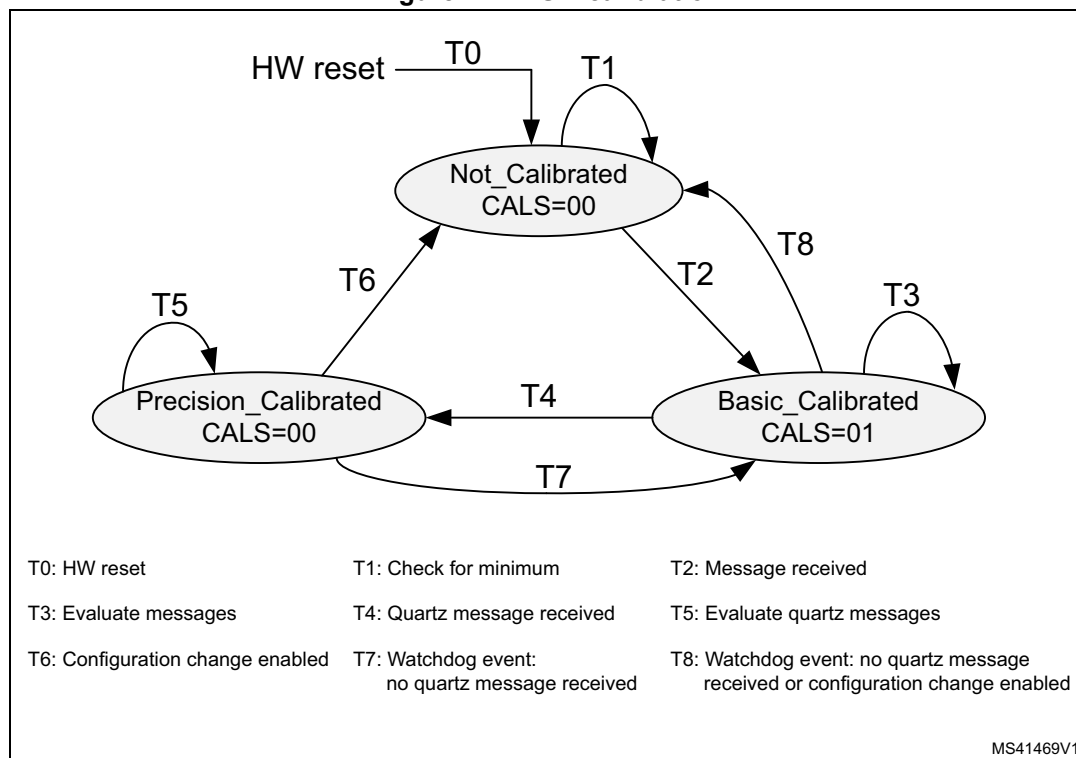 HW reset
T0
T1
Not_Calibrated
CALS=00
T8
T6
T2
T5
T3
Precision_Calibrated
CALS=00
T4
Basic_Calibrated
CALS=01
T7
T0: HW reset
T1: Check for minimum
T2: Message received
T3: Evaluate messages
T4: Quartz message received
T5: Evaluate quartz messages
T6: Configuration change enabled
T7: Watchdog event:
no quartz message received
T8: Watchdog event: no quartz message
received or configuration change enabled
MS41469V1